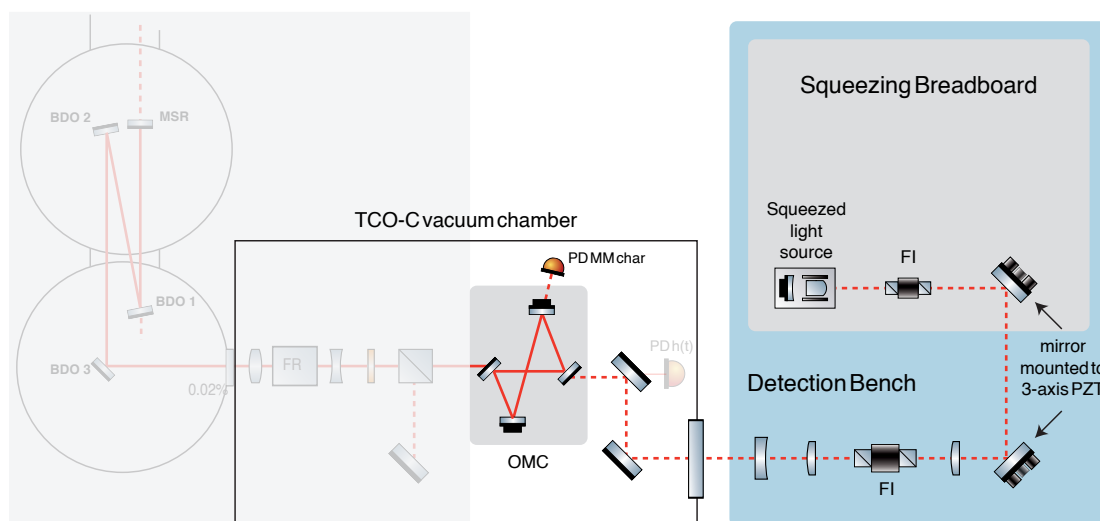 Squeezing Breadboard
BDO 2
MSR
Squeezed
light
source
TCO-C vacuum chamber
FI
PD MM char
BDO 1
PD h(t)
BDO 3
FR
0.02%
mirror
mounted to
3-axis PZT
Detection Bench
OMC
FI